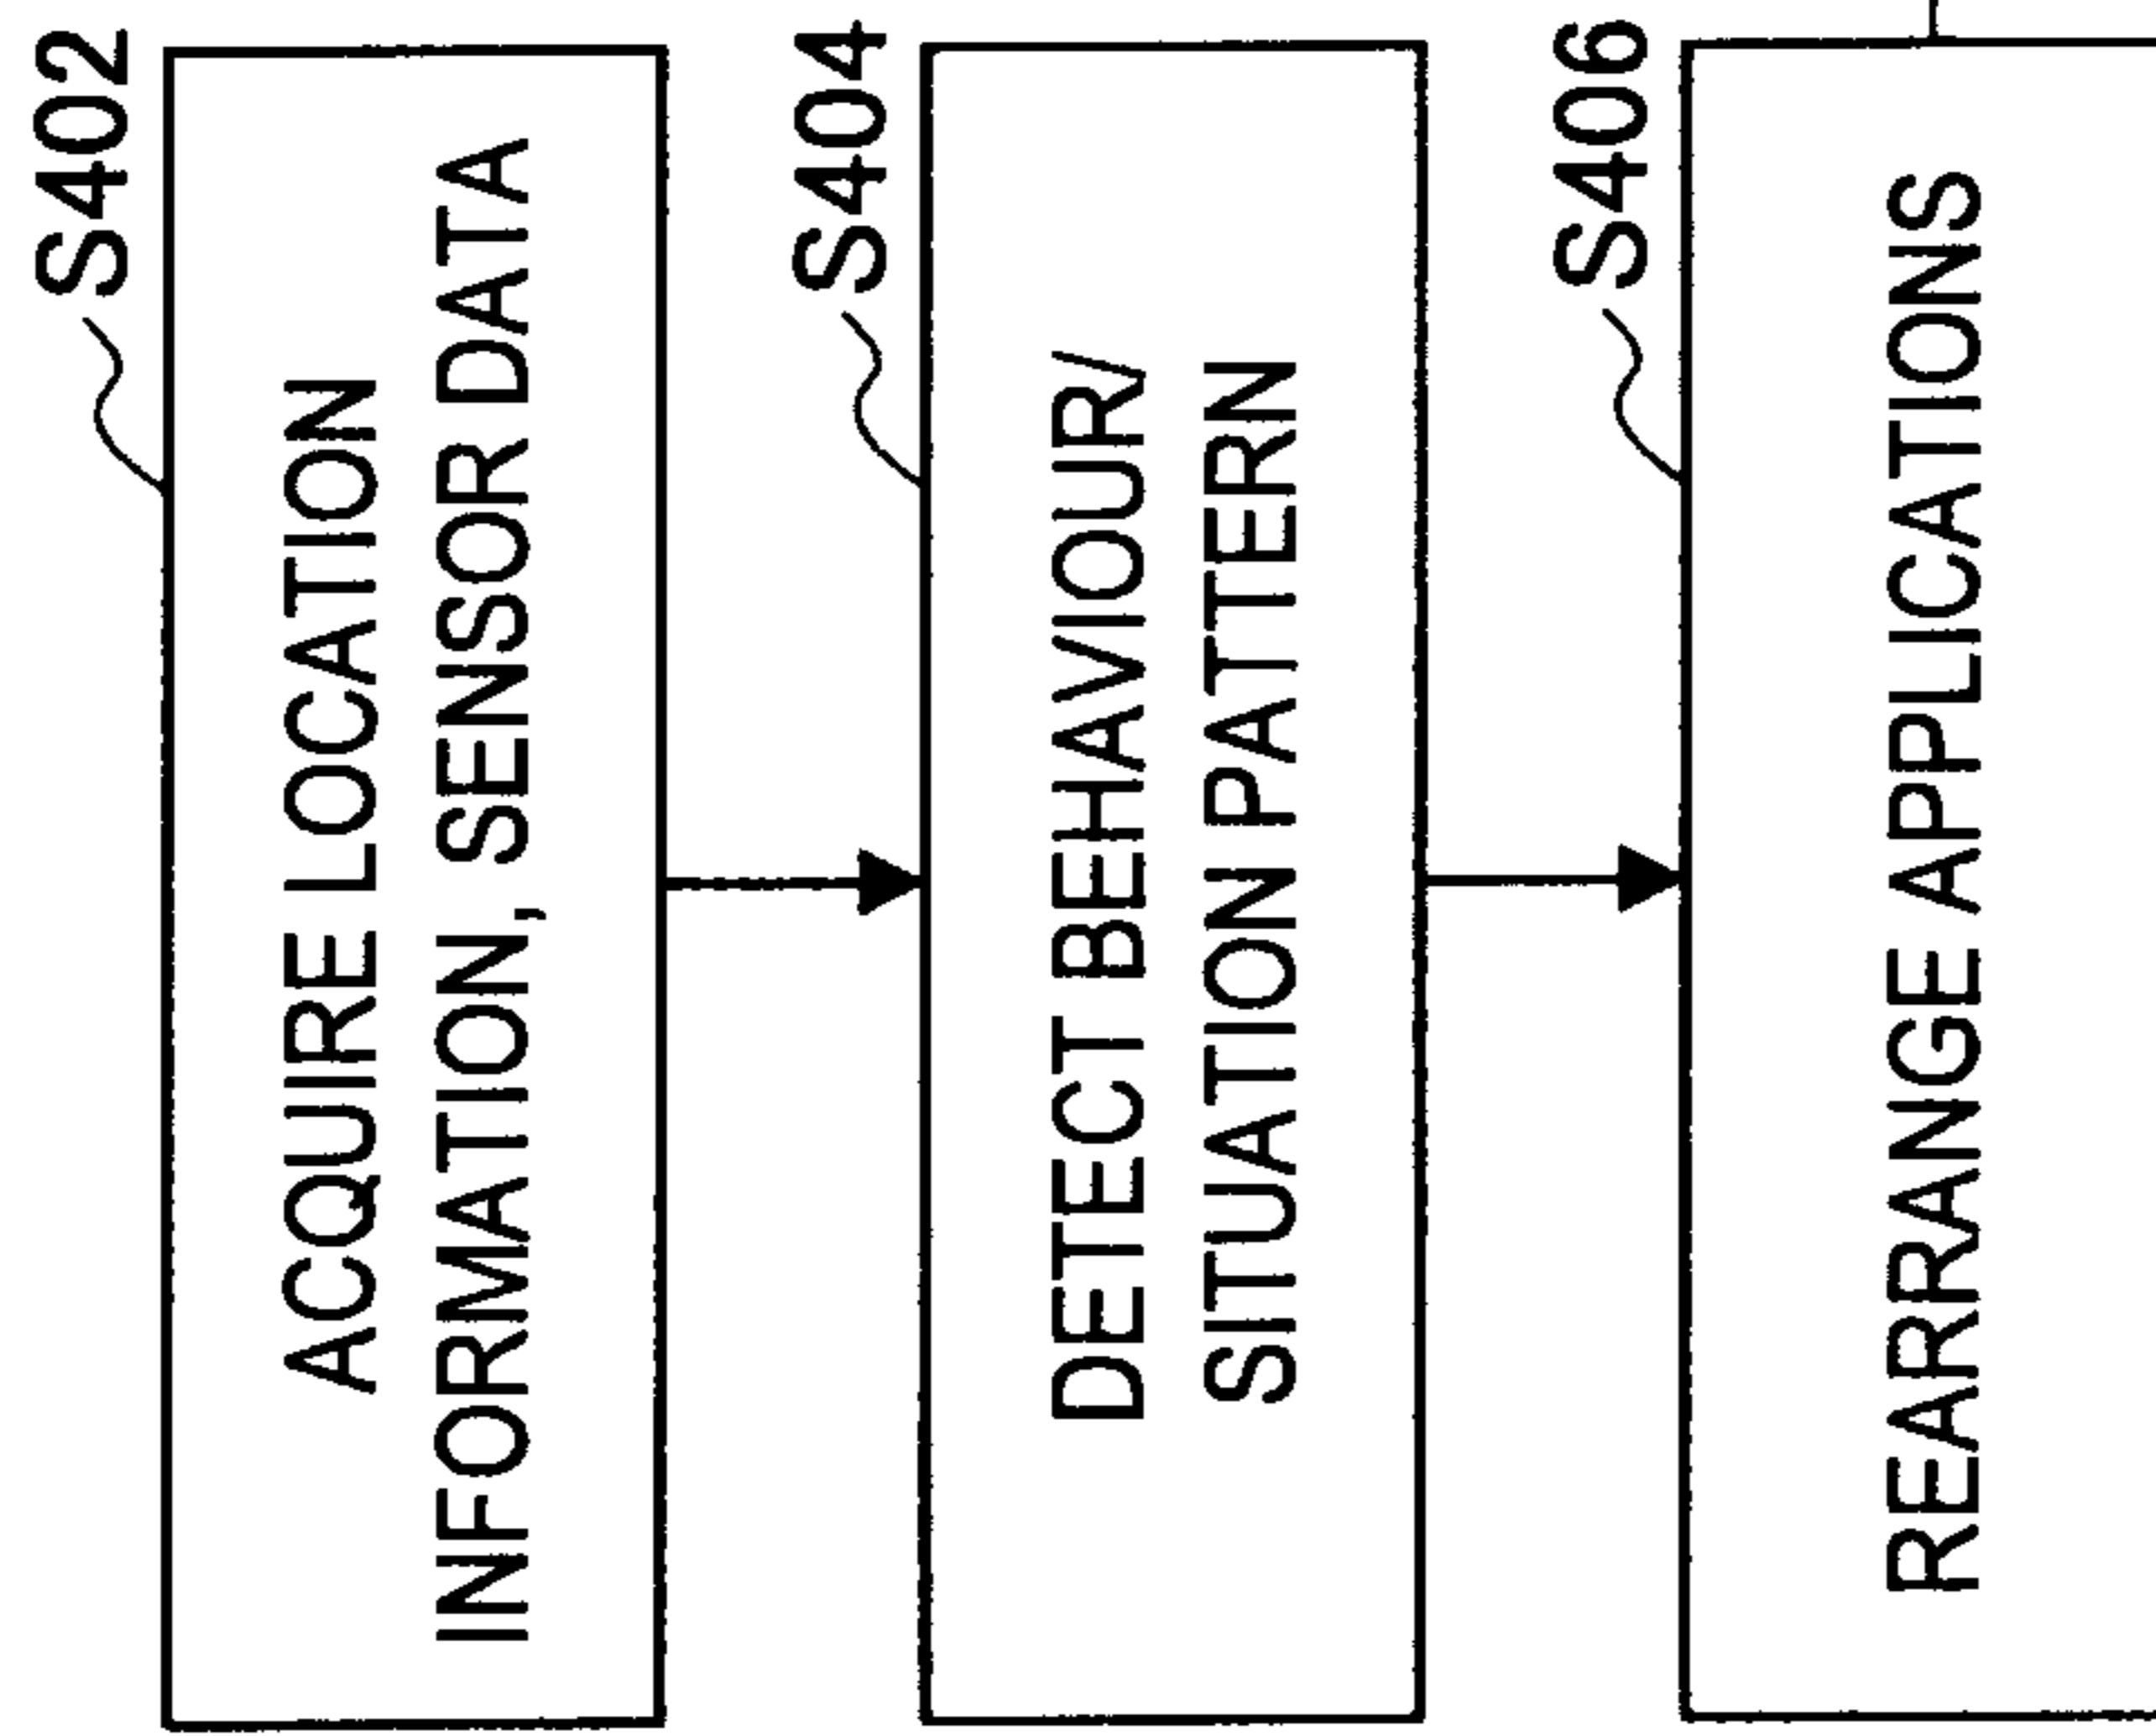 S402
ACQUIRE LOCATION
INFORMATION, SENSOR DATA
S404
DETECT BEHAVIOUR/
SITUATION PATTERN
S406
REARRANGE APPLICATIONS